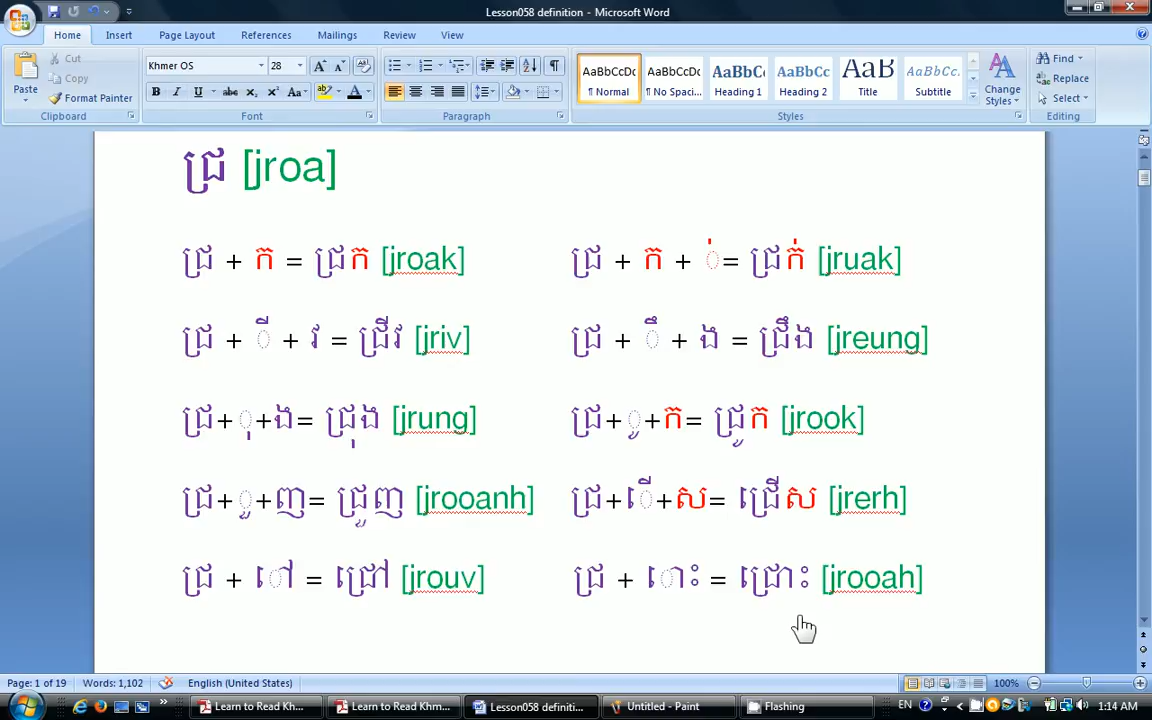 Lesson058 definition - Microsoft Word
Home Insert Page Layout References Mailings Review View
Paste Cut Copy Format Painter Clipboard
Khmer OS 28 Font
Paragraph
AaBbCcDc ¶ Normal AaBbCcDc ¶ No Spaci... AaBbCc Heading 1 AaBbCc Heading 2 AaB Title AaBbCc. Subtitle Styles
Change Styles
Find Replace Select Editing
ជ្រ [jroa]
ជ្រ + ក = ជ្រក [jroak] ជ្រ + ក + ់= ជ្រក់ [jruak]
ជ្រ + ី + វ = ជ្រីវ [jriv] ជ្រ + ឹ + ង = ជ្រឹង [jreung]
ជ្រ+ុ+ង= ជ្រុង [jrung] ជ្រ+ូ+ក= ជ្រូក [jrook]
ជ្រ+ួ+ញ= ជ្រួញ [jrooanh] ជ្រ+ើ+ស= ជ្រើស [jrerh]
ជ្រ + ៅ = ជ្រៅ [jrouv] ជ្រ + ោះ = ជ្រោះ [jrooah]
Page: 1 of 19 Words: 1,102 English (United States) 100%
Learn to Read Kh... Learn to Read Khme... Lesson058 definiti... Untitled - Paint Flashing EN 1:14 AM